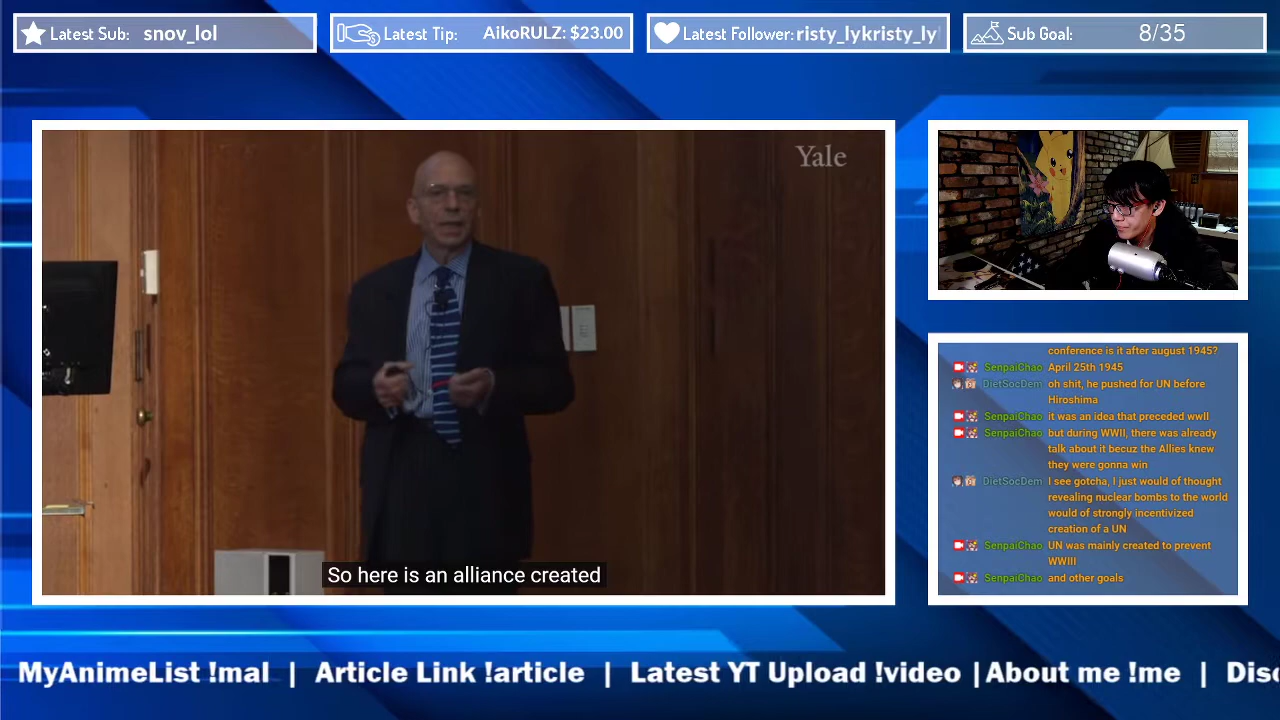 Latest Sub: snov_lol
Latest Tip: AikoRULZ: $23.00
Latest Follower: risty_lykristy_ly
Sub Goal: 8/35
Yale
So here is an alliance created
conference is it after august 1945?
SenpaiChao April 25th 1945
DietSocDem oh shit, he pushed for UN before
Hiroshima
SenpaiChao it was an idea that preceded wwII
SenpaiChao but during WWII, there was already
talk about it becuz the Allies knew
they were gonna win
DietSocDem I see gotcha, I just would of thought
revealing nuclear bombs to the world
would of strongly incentivized
creation of a UN
SenpaiChao UN was mainly created to prevent
WWIII
SenpaiChao and other goals
MyAnimeList !mal | Article Link !article | Latest YT Upload !video | About me !me | Disc